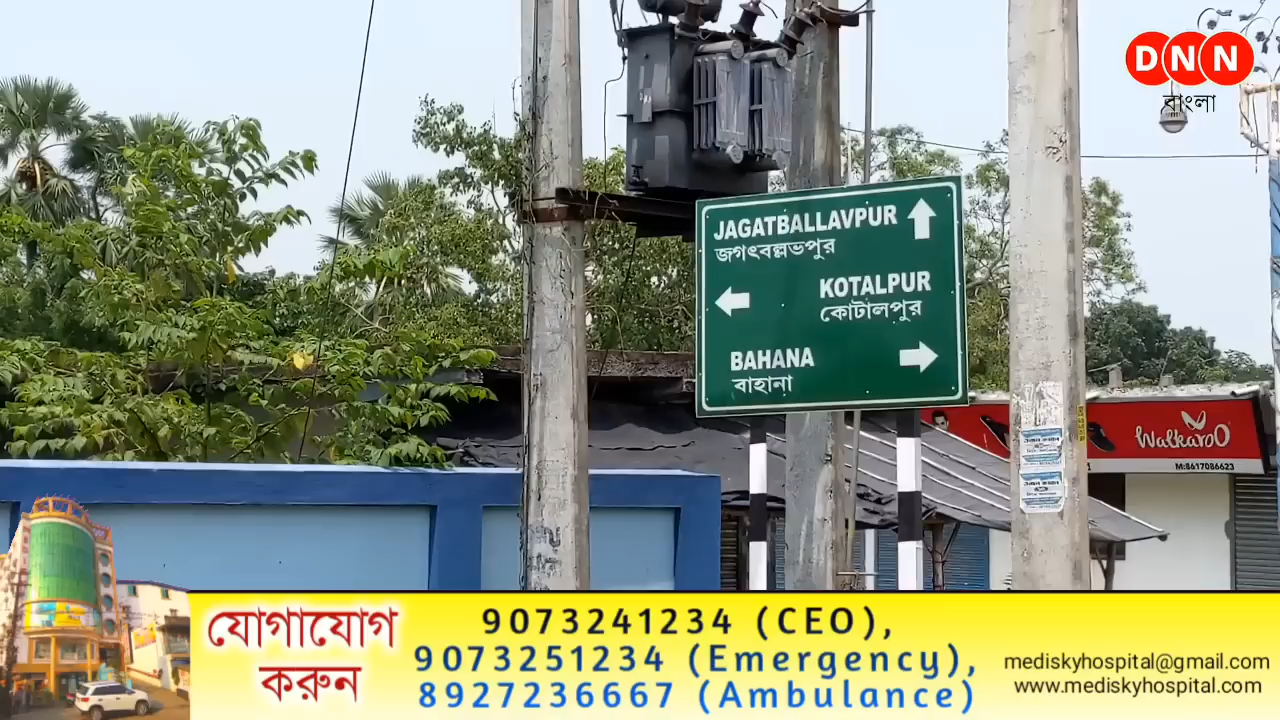 DNN
বাংলা
JAGATBALLAVPUR
জগৎবল্লভপুর
KOTALPUR
কোটালপুর
BAHANA
বাহানা
WalkaroO
M:8617086623
যোগাযোগ
করুন
9073241234 (CEO),
9073251234 (Emergency),
8927236667 (Ambulance)
mediskyhospital@gmail.com
www.mediskyhospital.com